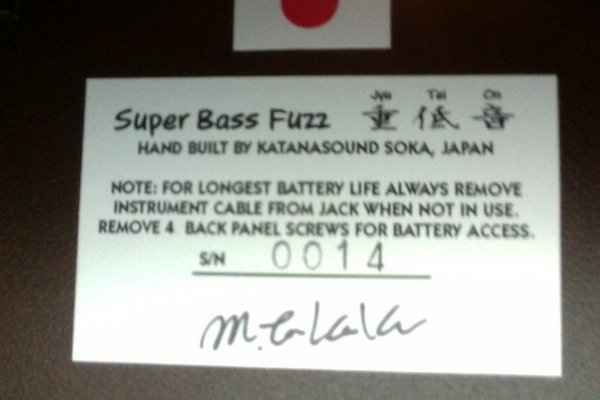 Jyu Tei On
Super Bass Fuzz 重低音
HAND BUILT BY KATANASOUND SOKA, JAPAN
NOTE: FOR LONGEST BATTERY LIFE ALWAYS REMOVE
INSTRUMENT CABLE FROM JACK WHEN NOT IN USE.
REMOVE 4 BACK PANEL SCREWS FOR BATTERY ACCESS.
S/N 0014